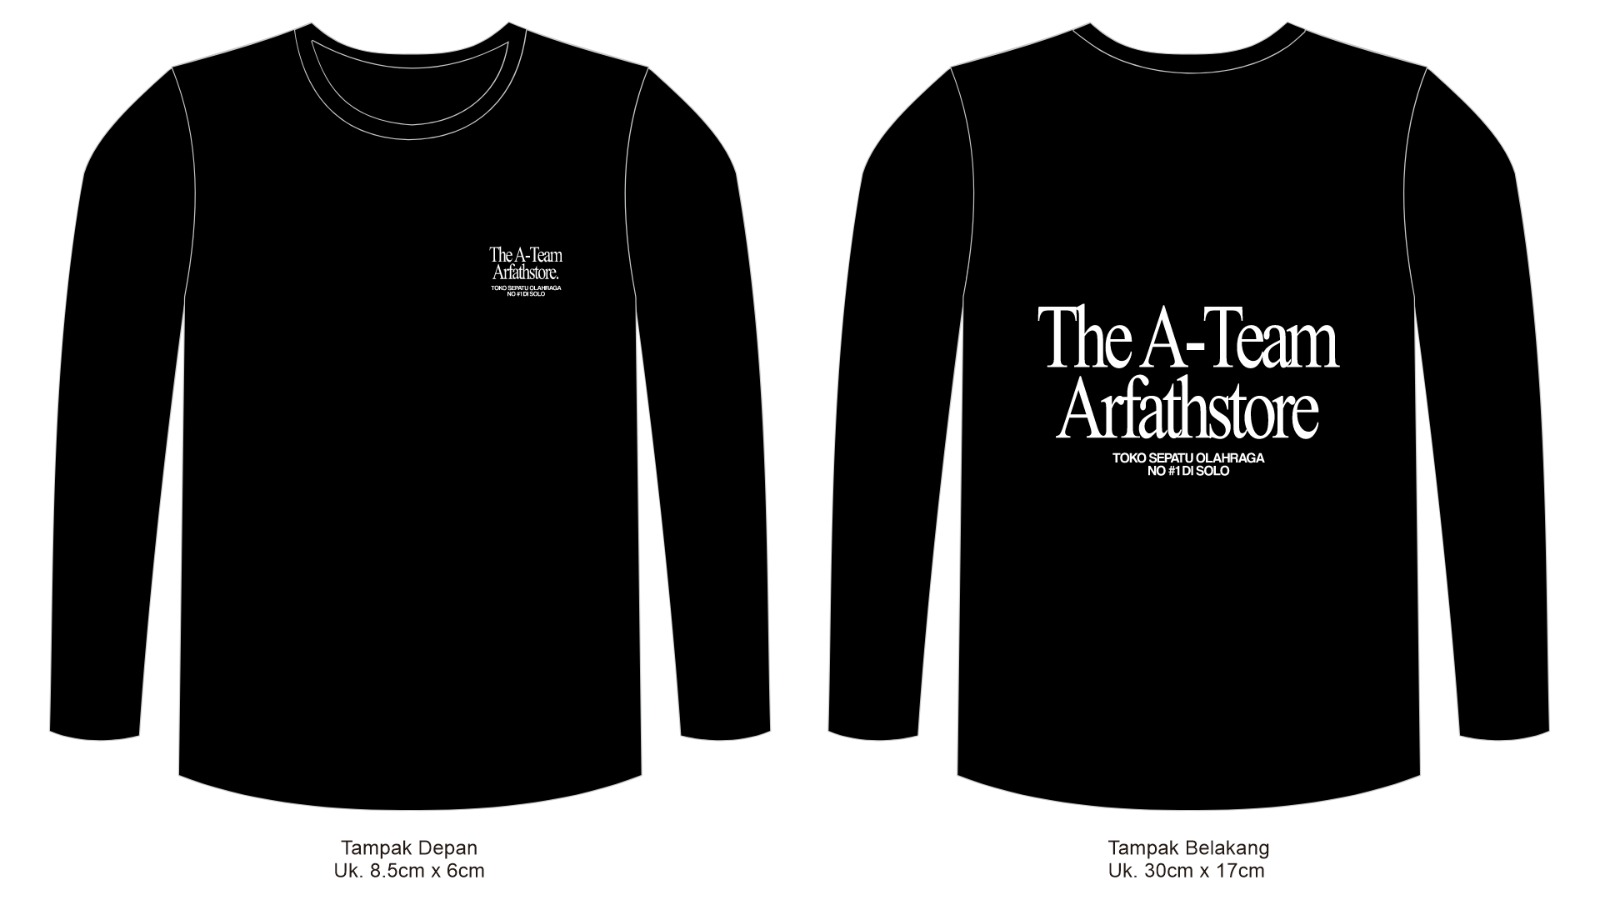 The A-Team
Arfathstore.
TOKO SEPATU OLAHRAGA
NO #1 DI SOLO
The A-Team
Arfathstore
TOKO SEPATU OLAHRAGA
NO #1 DI SOLO
Tampak Depan
Uk. 8.5cm x 6cm
Tampak Belakang
Uk. 30cm x 17cm